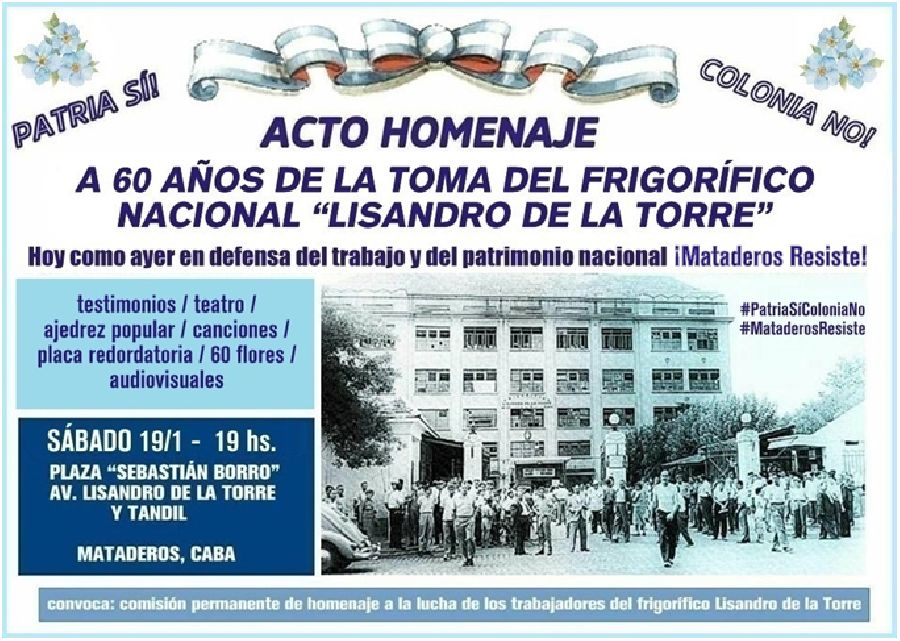 PATRIA SÍ!
COLONIA NO!
ACTO HOMENAJE
A 60 AÑOS DE LA TOMA DEL FRIGORÍFICO
NACIONAL “LISANDRO DE LA TORRE”
Hoy como ayer en defensa del trabajo y del patrimonio nacional ¡Mataderos Resiste!
testimonios / teatro /
ajedrez popular / canciones /
placa redordatoria / 60 flores /
audiovisuales
#PatriaSíColoniaNo
#MataderosResiste
SÁBADO 19/1 - 19 hs.
PLAZA “SEBASTIÁN BORRO”
AV. LISANDRO DE LA TORRE
Y TANDIL
MATADEROS, CABA
convoca: comisión permanente de homenaje a la lucha de los trabajadores del frigorífico Lisandro de la Torre